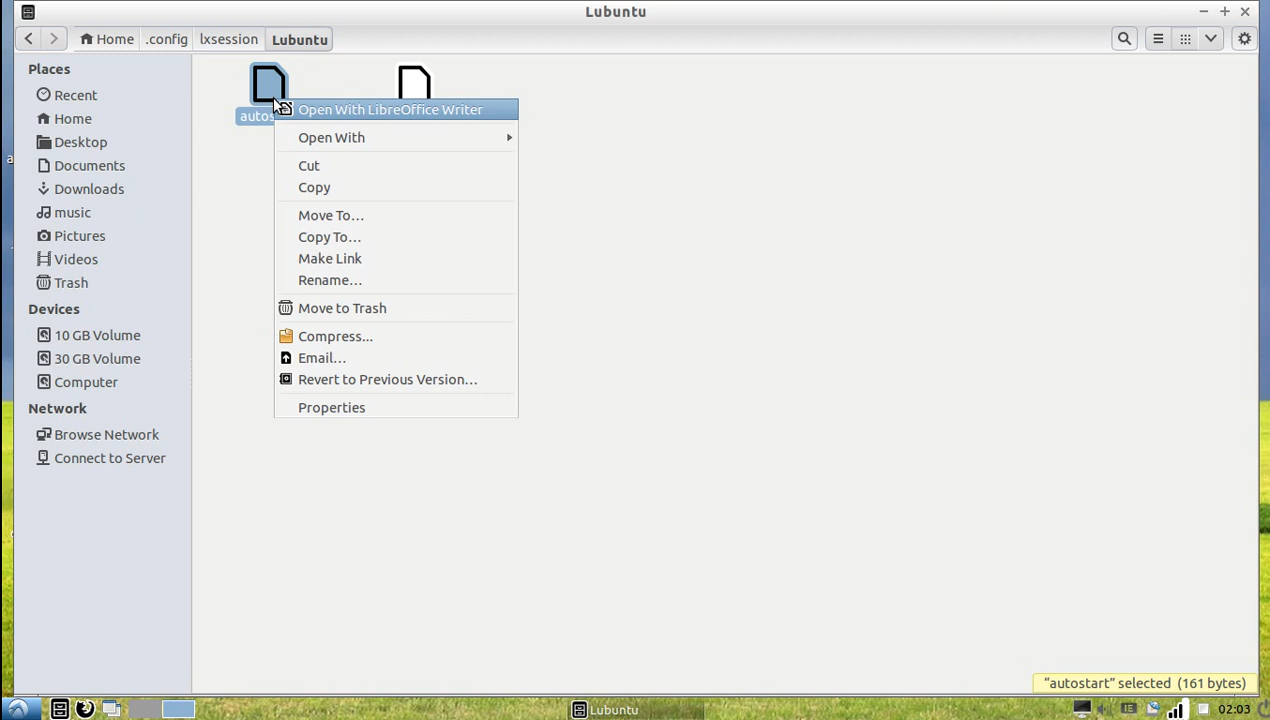 Lubuntu
Home
.config
lxsession
Lubuntu
Places
Recent
Home
Desktop
Documents
Downloads
music
Pictures
Videos
Trash
Devices
10 GB Volume
30 GB Volume
Computer
Network
Browse Network
Connect to Server
autos
Open With LibreOffice Writer
Open With
Cut
Copy
Move To…
Copy To…
Make Link
Rename…
Move to Trash
Compress...
Email…
Revert to Previous Version…
Properties
“autostart” selected (161 bytes)
Lubuntu
IE
02:03